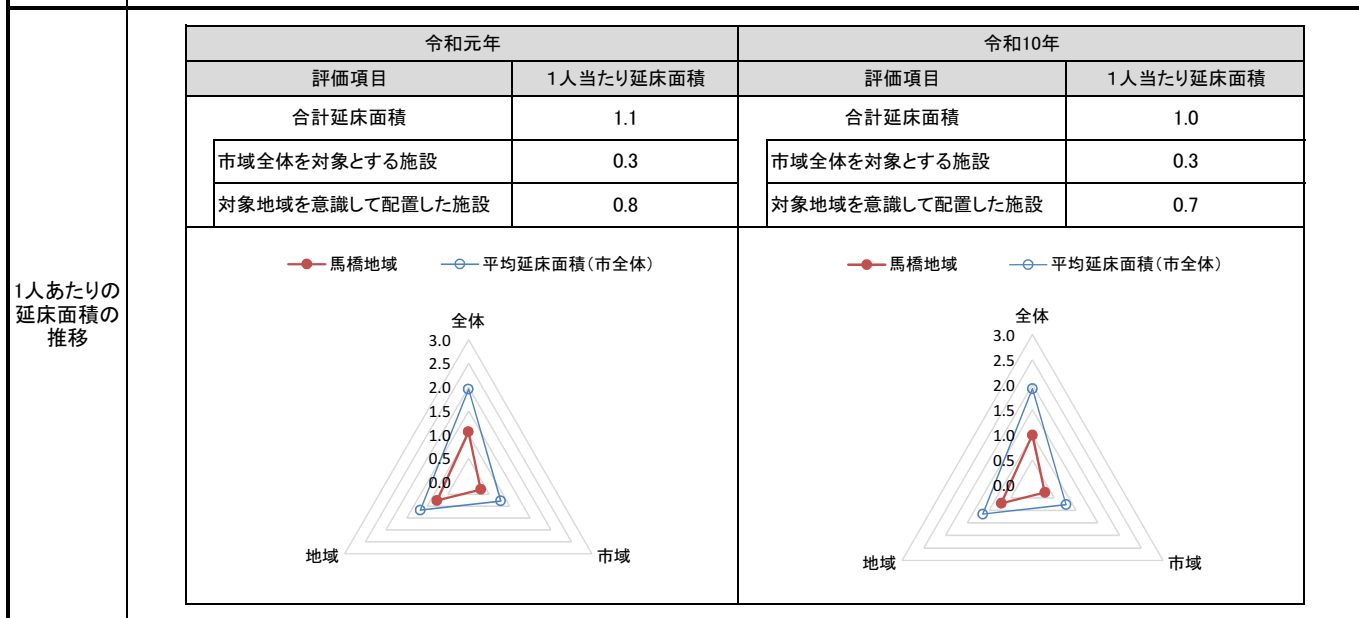 1人あたりの
延床面積の
推移
令和元年 令和10年
評価項目 1人当たり延床面積 評価項目 1人当たり延床面積
合計延床面積 1.1 合計延床面積 1.0
市域全体を対象とする施設 0.3 市域全体を対象とする施設 0.3
対象地域を意識して配置した施設 0.8 対象地域を意識して配置した施設 0.7
馬橋地域 平均延床面積(市全体)
全体
3.0
2.5
2.0
1.5
1.0
0.5
0.0
地域 市域
馬橋地域 平均延床面積(市全体)
全体
3.0
2.5
2.0
1.5
1.0
0.5
0.0
地域 市域